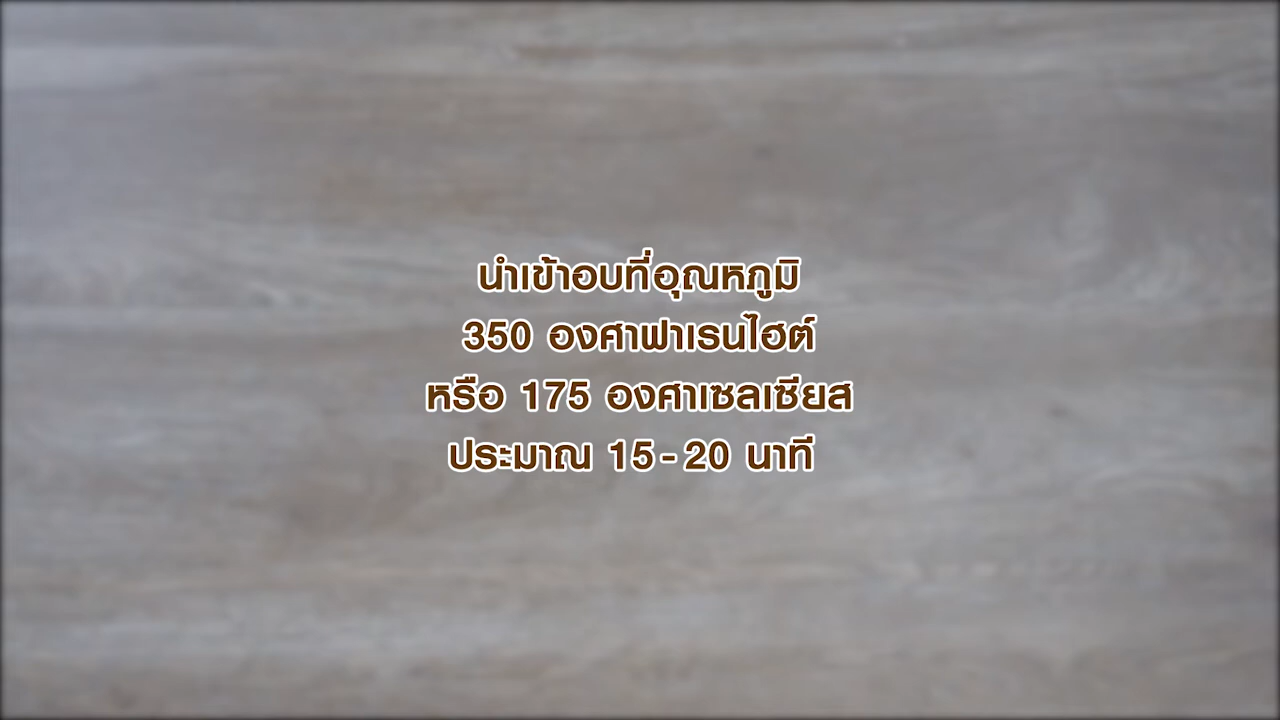 นำเข้าอบที่อุณหภูมิ
350 องศาฟาเรนไฮต์
หรือ 175 องศาเซลเซียส
ประมาณ 15-20 นาที